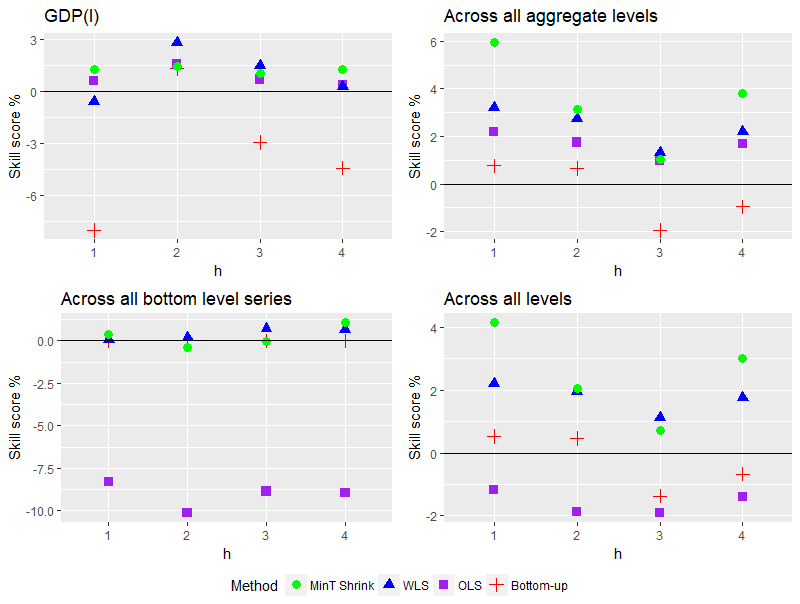 GDP(I)
Skill score %
3
0
-3
-6
1 2 3 4
h
Across all aggregate levels
Skill score %
6
4
2
0
-2
1 2 3 4
h
Across all bottom level series
Skill score %
0.0
-2.5
-5.0
-7.5
-10.0
1 2 3 4
h
Across all levels
Skill score %
4
2
0
-2
1 2 3 4
h
Method MinT Shrink WLS OLS Bottom-up